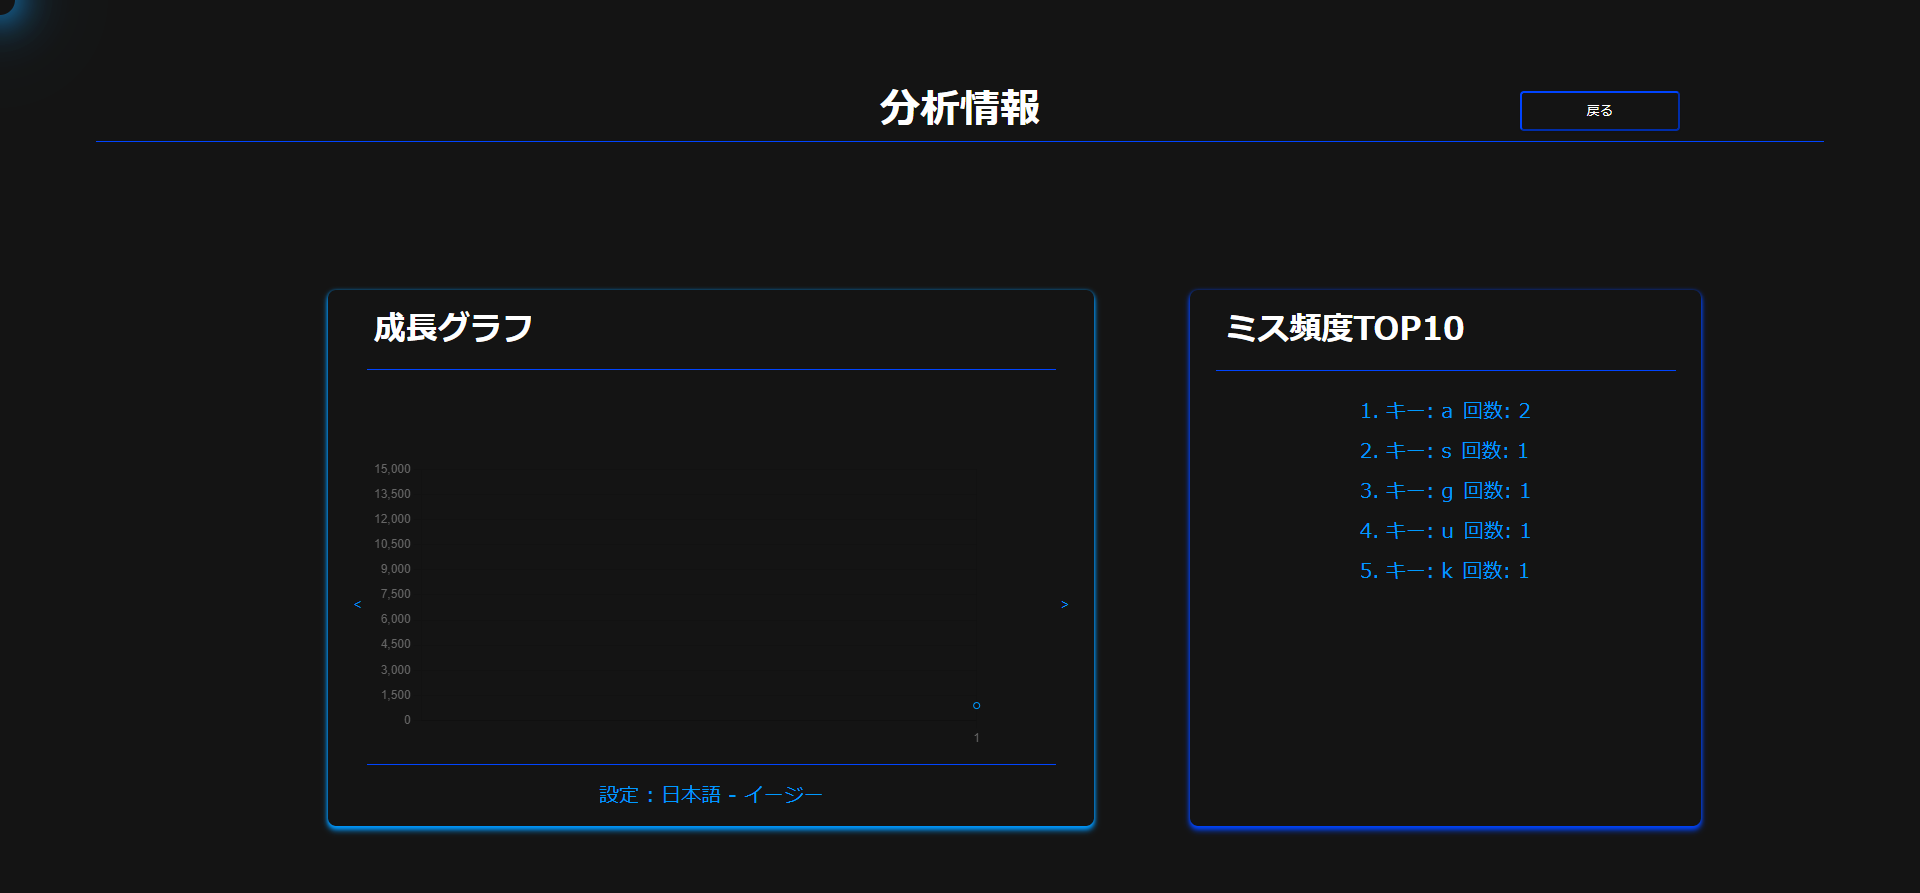 分析情報
戻る
成長グラフ
15,000
13,500
12,000
10,500
9,000
7,500
6,000
4,500
3,000
1,500
0
1
<
>
設定 : 日本語 - イージー
ミス頻度TOP10
1. キー: a 回数: 2
2. キー: s 回数: 1
3. キー: g 回数: 1
4. キー: u 回数: 1
5. キー: k 回数: 1